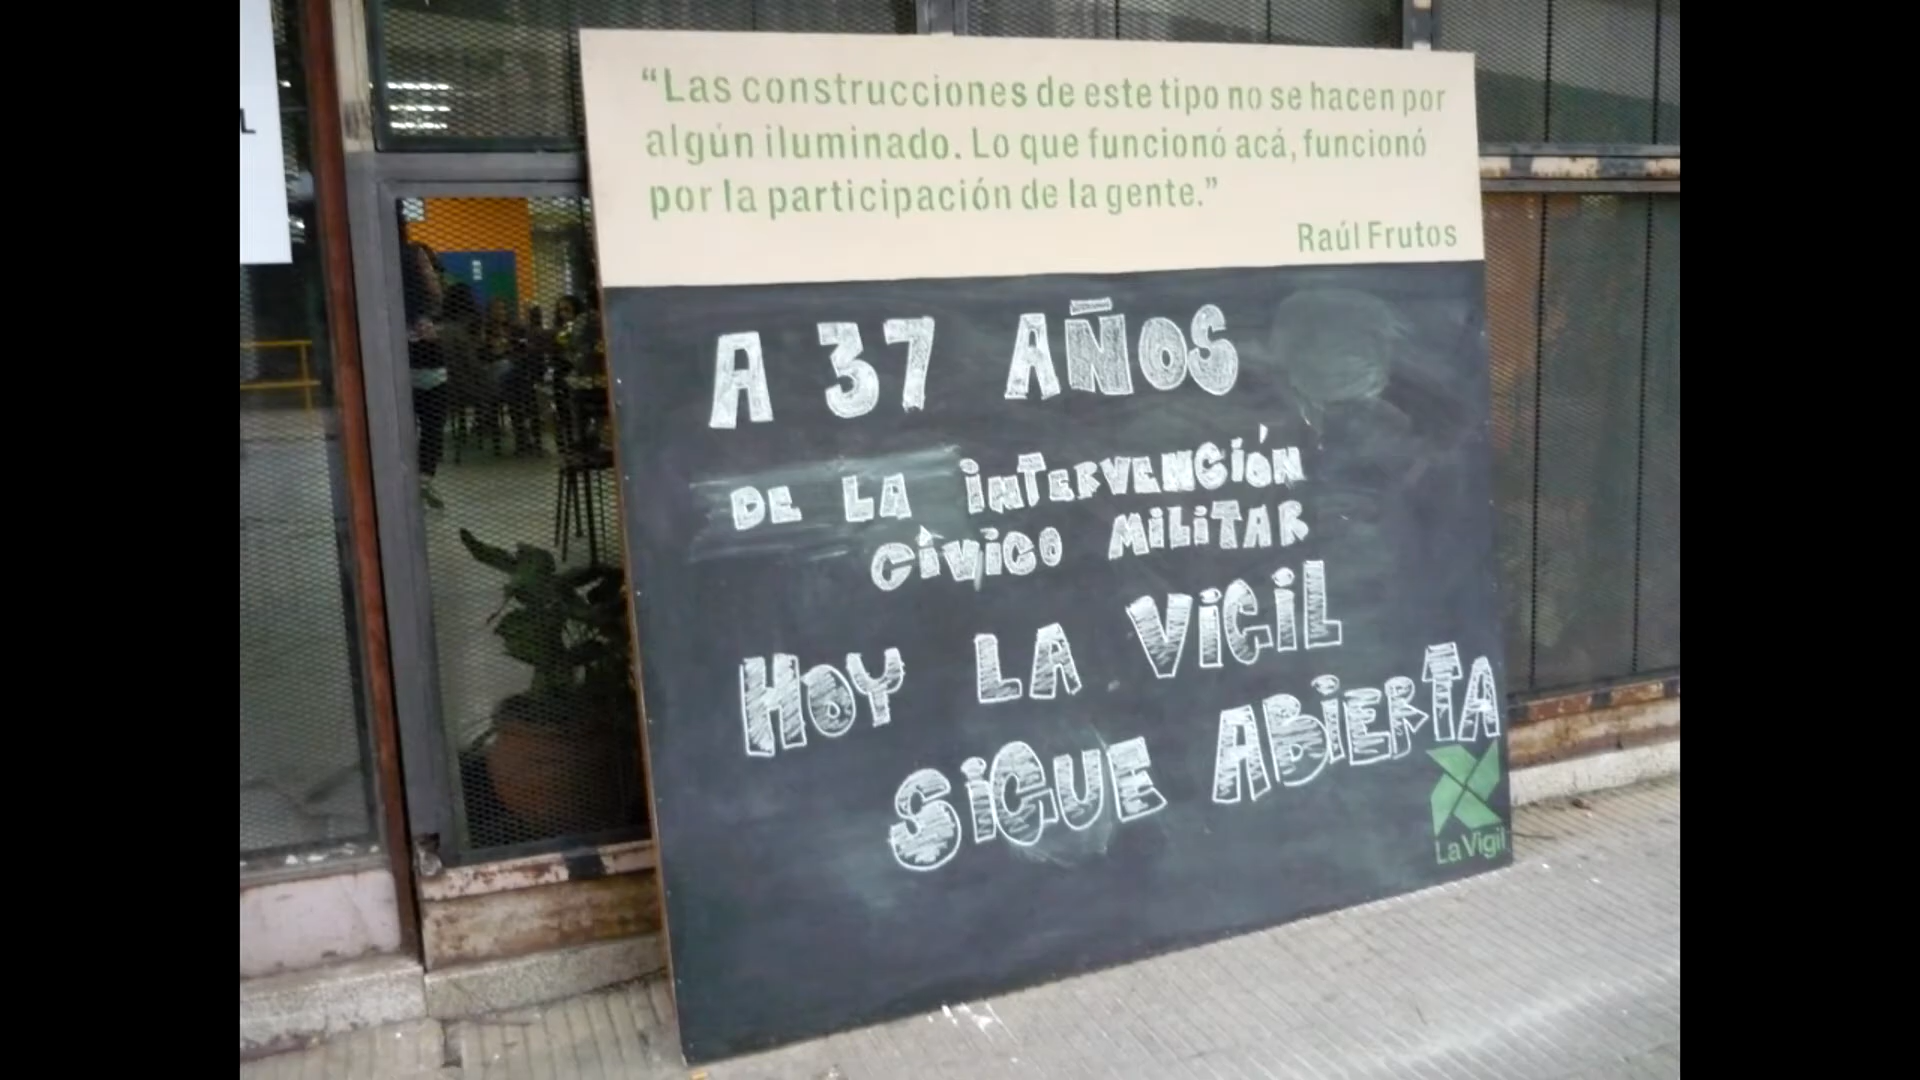 “Las construcciones de este tipo no se hacen por
algún iluminado. Lo que funcionó acá, funcionó
por la participación de la gente.”
Raúl Frutos
A 37 AÑOS
DE LA INTERVENCIÓN
CÍVICO MILITAR
HOY LA VIGIL
SIGUE ABIERTA
La Vigil